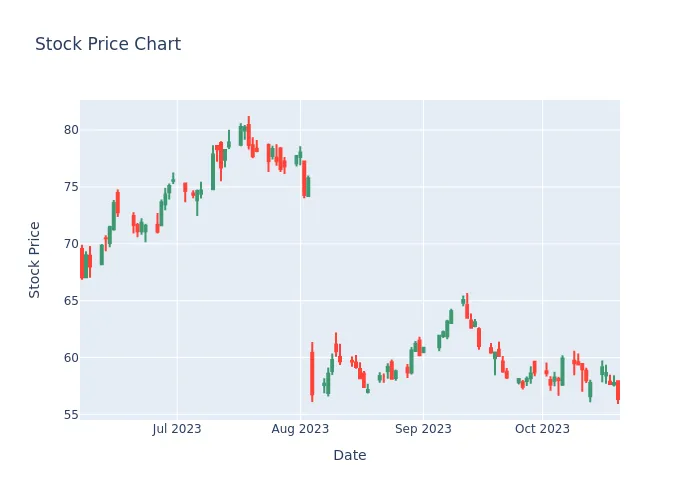 Stock Price Chart
80
75
70
65
60
55
Stock Price
Jul 2023
Aug 2023
Sep 2023
Oct 2023
Date